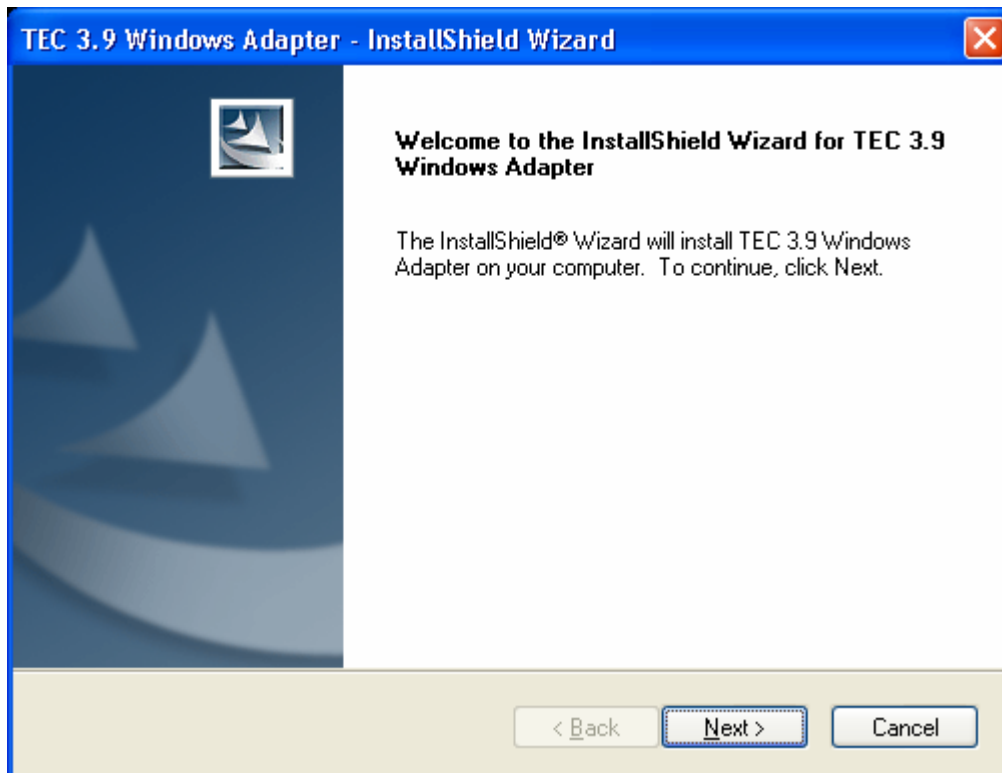 TEC 3.9 Windows Adapter - InstallShield Wizard
Welcome to the InstallShield Wizard for TEC 3.9
Windows Adapter
The InstallShield® Wizard will install TEC 3.9 Windows
Adapter on your computer.  To continue, click Next.
< Back
Next >
Cancel